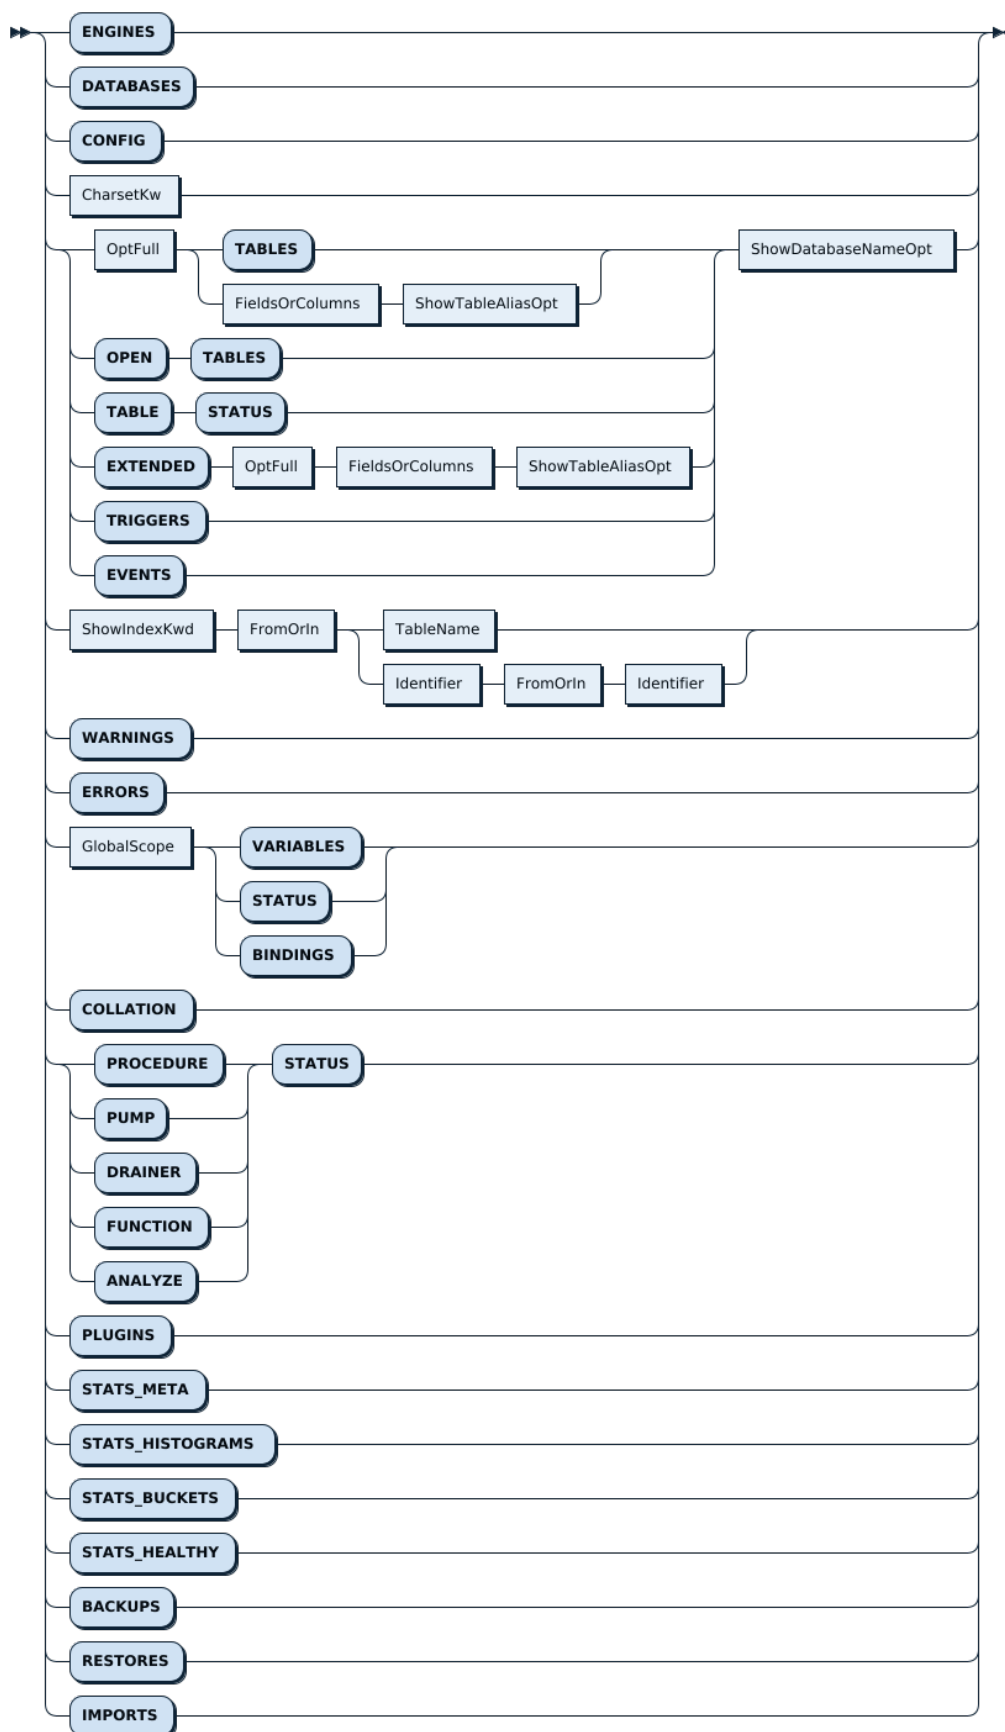 ENGINES
DATABASES
CONFIG
CharsetKw
OptFull TABLES ShowDatabaseNameOpt
FieldsOrColumns ShowTableAliasOpt
OPEN TABLES
TABLE STATUS
EXTENDED OptFull FieldsOrColumns ShowTableAliasOpt
TRIGGERS
EVENTS
ShowIndexKwd FromOrIn TableName
Identifier FromOrIn Identifier
WARNINGS
ERRORS
GlobalScope VARIABLES
STATUS
BINDINGS
COLLATION
PROCEDURE STATUS
PUMP
DRAINER
FUNCTION
ANALYZE
PLUGINS
STATS_META
STATS_HISTOGRAMS
STATS_BUCKETS
STATS_HEALTHY
BACKUPS
RESTORES
IMPORTS